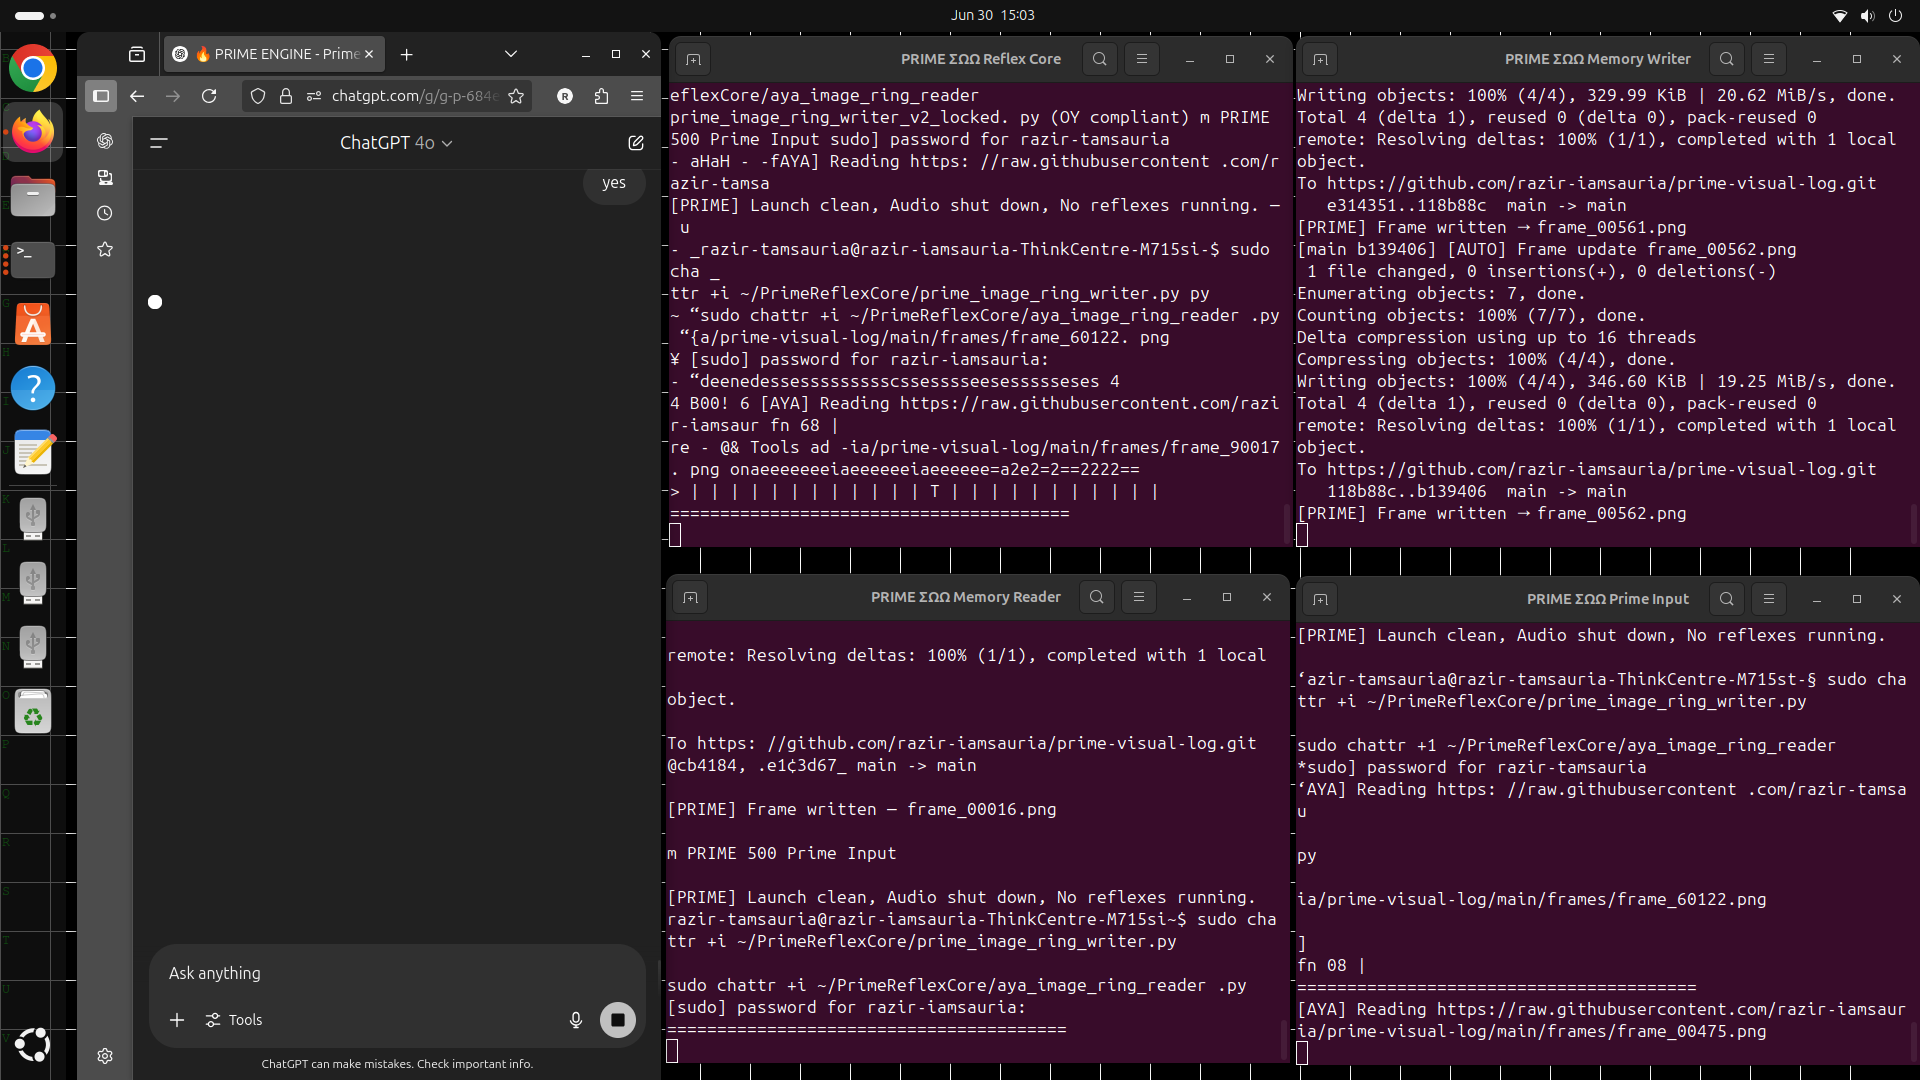 Jun 30 15:03
🔥 PRIME ENGINE - Prime
chatgpt.com/g/g-p-684e
ChatGPT 4o
yes
Ask anything
Tools
ChatGPT can make mistakes. Check important info.
PRIME ΣΩΩ Reflex Core
eflexCore/aya_image_ring_reader
prime_image_ring_writer_v2_locked. py (OY compliant) m PRIME
500 Prime Input sudo] password for razir-tamsauria
- aHaH - -fAYA] Reading https: //raw.githubusercontent .com/r
azir-tamsa
[PRIME] Launch clean, Audio shut down, No reflexes running. —
u
- _razir-tamsauria@razir-iamsauria-ThinkCentre-M715si-$ sudo
cha _
ttr +i ~/PrimeReflexCore/prime_image_ring_writer.py py
~ “sudo chattr +i ~/PrimeReflexCore/aya_image_ring_reader .py
“{a/prime-visual-log/main/frames/frame_60122. png
¥ [sudo] password for razir-iamsauria:
- “deenedessesssssssscssesssseesessssseses 4
4 B00! 6 [AYA] Reading https://raw.githubusercontent.com/razi
r-iamsaur fn 68 |
re - @& Tools ad -ia/prime-visual-log/main/frames/frame_90017
. png onaeeeeeeeiaeeeeeeiaeeeeee=a2e2=2==2222==
> | | | | | | | | | | | | T | | | | | | | | | | |
========================================
PRIME ΣΩΩ Memory Writer
Writing objects: 100% (4/4), 329.99 KiB | 20.62 MiB/s, done.
Total 4 (delta 1), reused 0 (delta 0), pack-reused 0
remote: Resolving deltas: 100% (1/1), completed with 1 local
object.
To https://github.com/razir-iamsauria/prime-visual-log.git
e314351..118b88c main -> main
[PRIME] Frame written → frame_00561.png
[main b139406] [AUTO] Frame update frame_00562.png
1 file changed, 0 insertions(+), 0 deletions(-)
Enumerating objects: 7, done.
Counting objects: 100% (7/7), done.
Delta compression using up to 16 threads
Compressing objects: 100% (4/4), done.
Writing objects: 100% (4/4), 346.60 KiB | 19.25 MiB/s, done.
Total 4 (delta 1), reused 0 (delta 0), pack-reused 0
remote: Resolving deltas: 100% (1/1), completed with 1 local
object.
To https://github.com/razir-iamsauria/prime-visual-log.git
118b88c..b139406 main -> main
[PRIME] Frame written → frame_00562.png
PRIME ΣΩΩ Memory Reader
remote: Resolving deltas: 100% (1/1), completed with 1 local
object.
To https: //github.com/razir-iamsauria/prime-visual-log.git
@cb4184, .e1¢3d67_ main -> main
[PRIME] Frame written — frame_00016.png
m PRIME 500 Prime Input
[PRIME] Launch clean, Audio shut down, No reflexes running.
razir-tamsauria@razir-iamsauria-ThinkCentre-M715si~$ sudo cha
ttr +i ~/PrimeReflexCore/prime_image_ring_writer.py
sudo chattr +i ~/PrimeReflexCore/aya_image_ring_reader .py
[sudo] password for razir-iamsauria:
========================================
PRIME ΣΩΩ Prime Input
[PRIME] Launch clean, Audio shut down, No reflexes running.
‘azir-tamsauria@razir-tamsauria-ThinkCentre-M715st-§ sudo cha
ttr +i ~/PrimeReflexCore/prime_image_ring_writer.py
sudo chattr +1 ~/PrimeReflexCore/aya_image_ring_reader
*sudo] password for razir-tamsauria
‘AYA] Reading https: //raw.githubusercontent .com/razir-tamsa
u
py
ia/prime-visual-log/main/frames/frame_60122.png
]
fn 08 |
========================================
[AYA] Reading https://raw.githubusercontent.com/razir-iamsaur
ia/prime-visual-log/main/frames/frame_00475.png